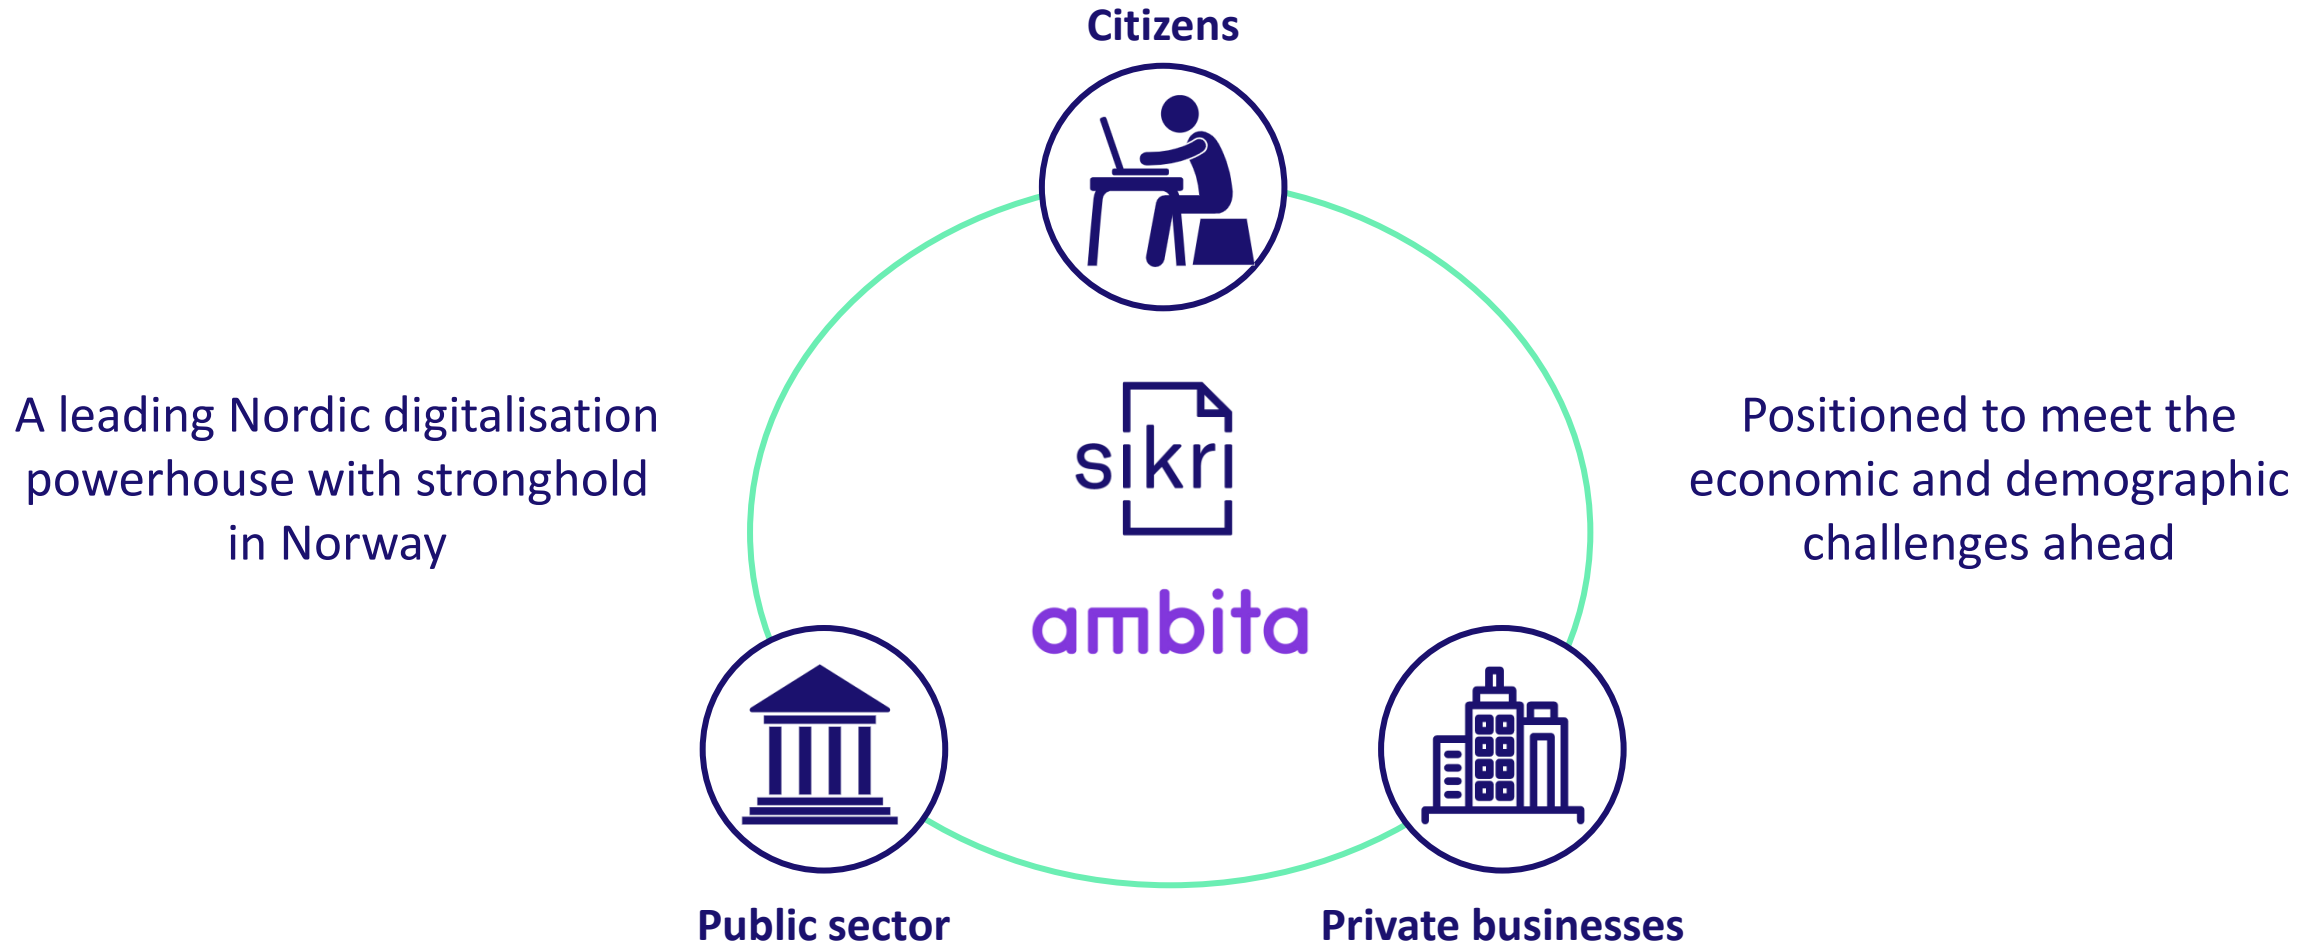 Citizens
A leading Nordic digitalisation
powerhouse with stronghold
in Norway
sikri
ambita
Positioned to meet the
economic and demographic
challenges ahead
Public sector
Private businesses